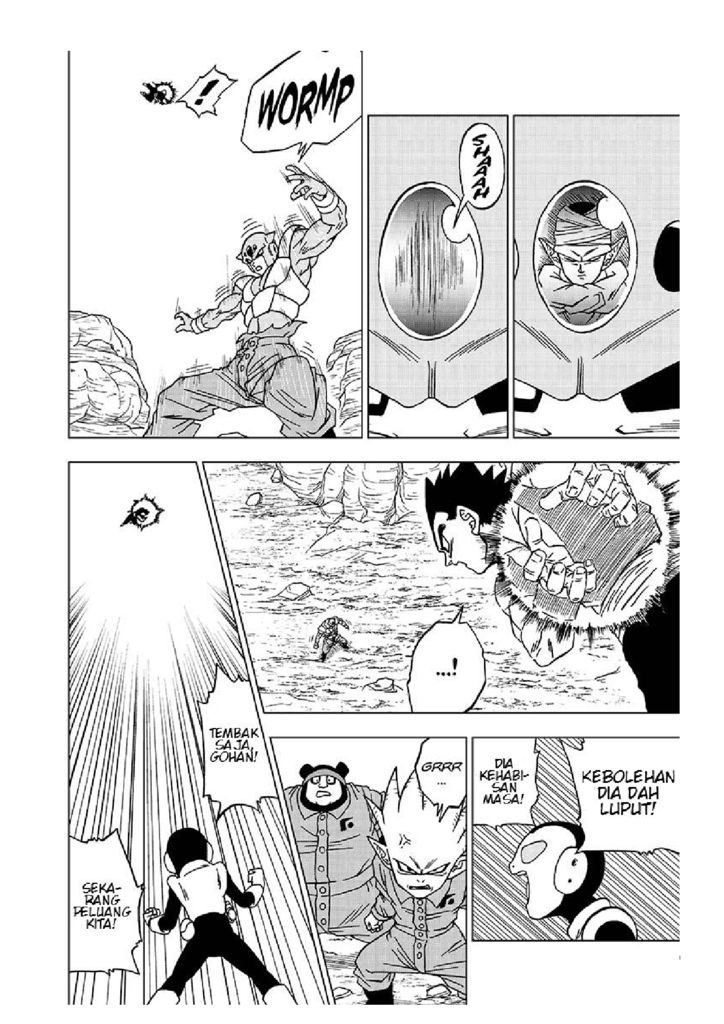 SHAAAH
WORMP
!
...!
KEBOLEHAN
DIA DAH
LUPUT!
DIA
KEHABI-
SAN
MASA!
GRRR
...
TEMBAK
SAJA,
GOHAN!
SEKA-
RANG
PELUANG
KITA!